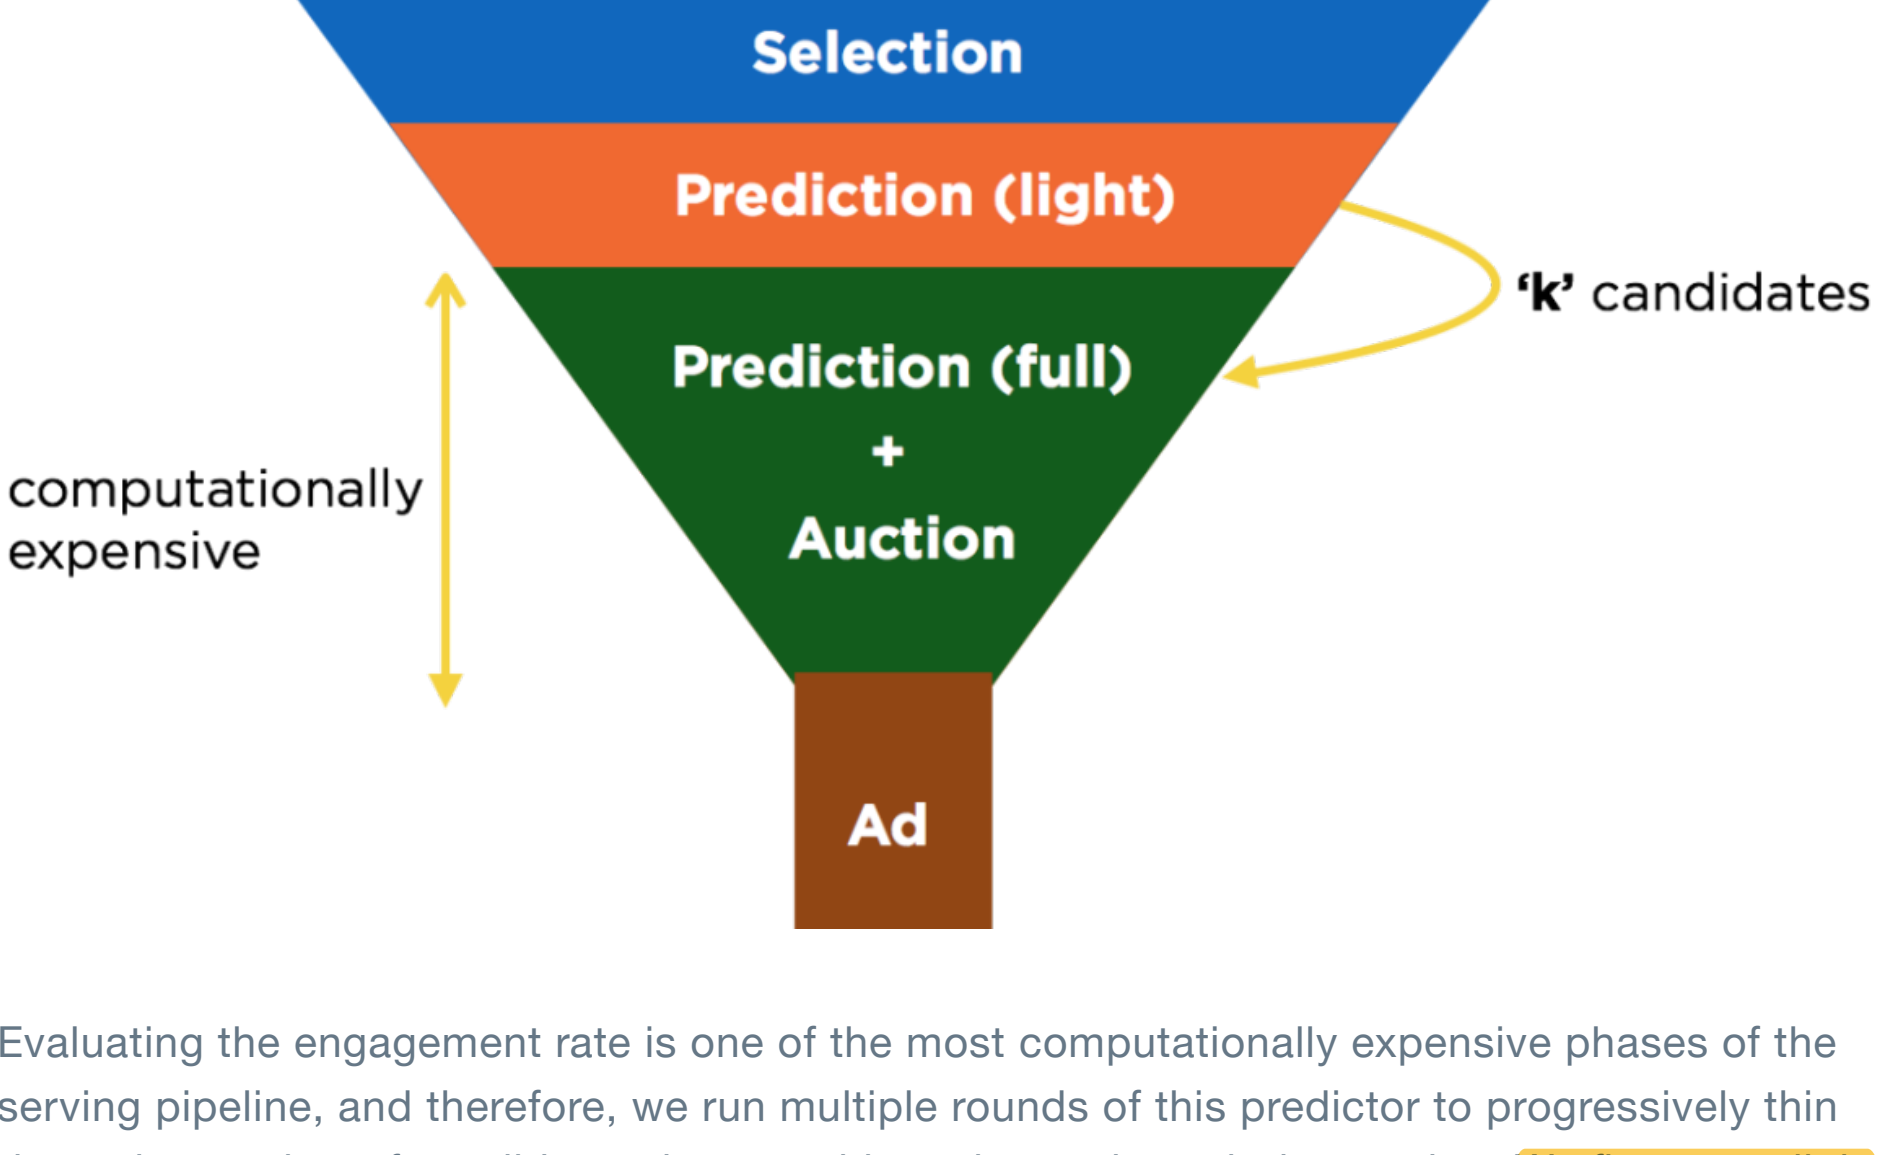 Selection
Prediction (light)
‘k’ candidates
Prediction (full)
+
Auction
computationally
expensive
Ad
Evaluating the engagement rate is one of the most computationally expensive phases of the
serving pipeline, and therefore, we run multiple rounds of this predictor to progressively thin